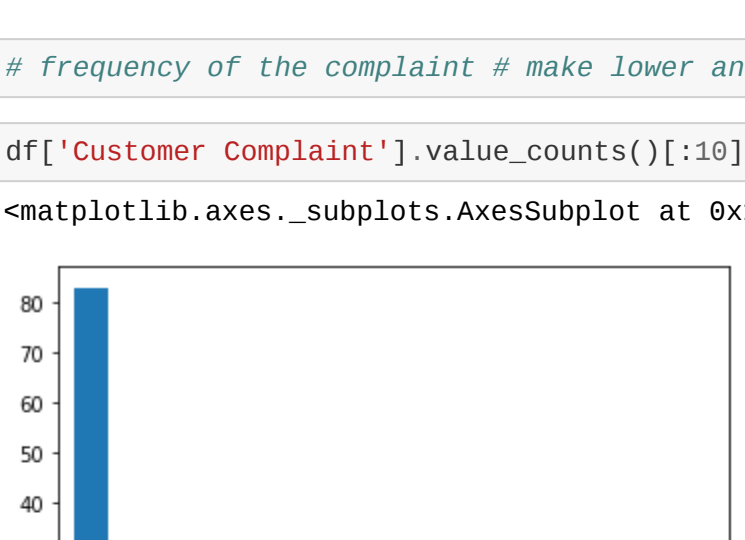 # frequency of the complaint # make lower an
df['Customer Complaint'].value_counts()[:10]
<matplotlib.axes._subplots.AxesSubplot at 0x
80
70
60
50
40